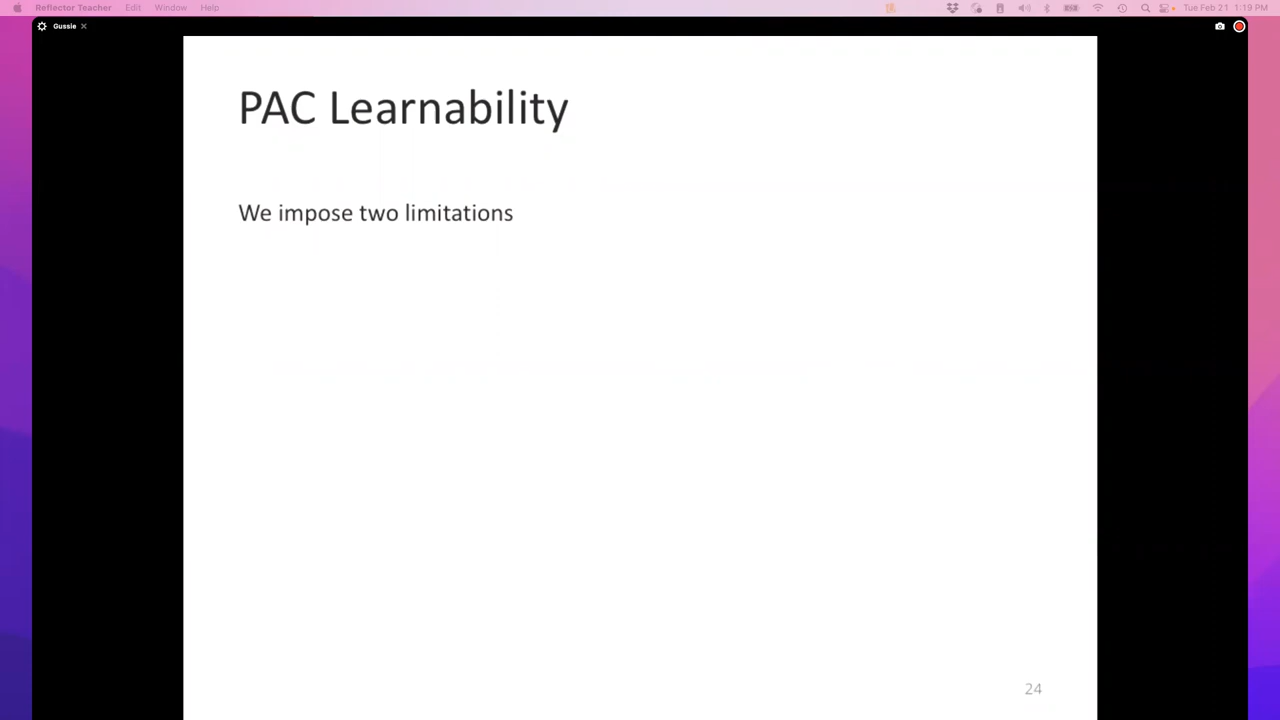 Reflector Teacher Edit Window Help Tue Feb 21 1:19 PM
Gussie
PAC Learnability
We impose two limitations
24